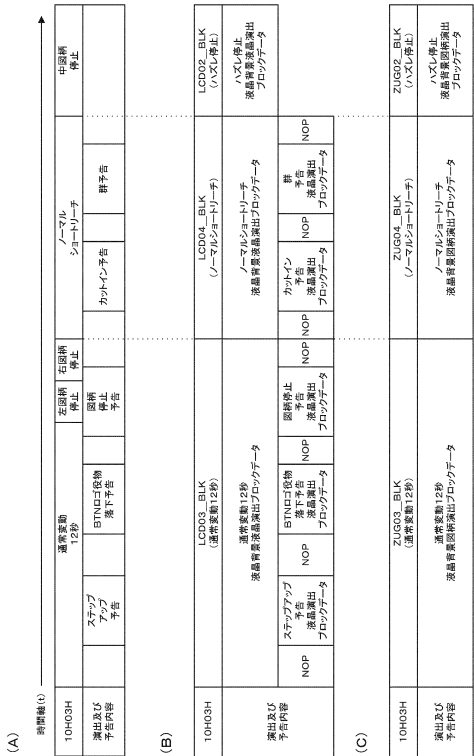 (A)
時間軸(t)
10H03H
通常変動
12秒
左図柄
停止
右図柄
停止
ノーマル
ショートリーチ
中図柄
停止
演出及び
予告内容
ステップ
アップ
予告
BTNロゴ役物
落下予告
図柄
停止
予告
カットイン予告
群予告
(B)
10H03H
LCD03__BLK
(通常変動12秒)
LCD04__BLK
(ノーマルショートリーチ)
LCD02__BLK
(ハズレ停止)
演出及び
予告内容
通常変動12秒
液晶背景液晶演出ブロックデータ
ノーマルショートリーチ
液晶背景液晶演出ブロックデータ
ハズレ停止
液晶背景液晶演出
ブロックデータ
NOP
ステップアップ
予告
液晶演出
ブロックデータ
NOP
BTNロゴ役物
落下予告
液晶演出
ブロックデータ
NOP
図柄停止
予告
液晶演出
ブロックデータ
NOP
NOP
カットイン
予告
液晶演出
ブロックデータ
NOP
群
予告
液晶演出
ブロックデータ
NOP
(C)
10H03H
ZUG03__BLK
(通常変動12秒)
ZUG04__BLK
(ノーマルショートリーチ)
ZUG02__BLK
(ハズレ停止)
演出及び
予告内容
通常変動12秒
液晶背景図柄演出ブロックデータ
ノーマルショートリーチ
液晶背景図柄演出ブロックデータ
ハズレ停止
液晶背景図柄演出
ブロックデータ